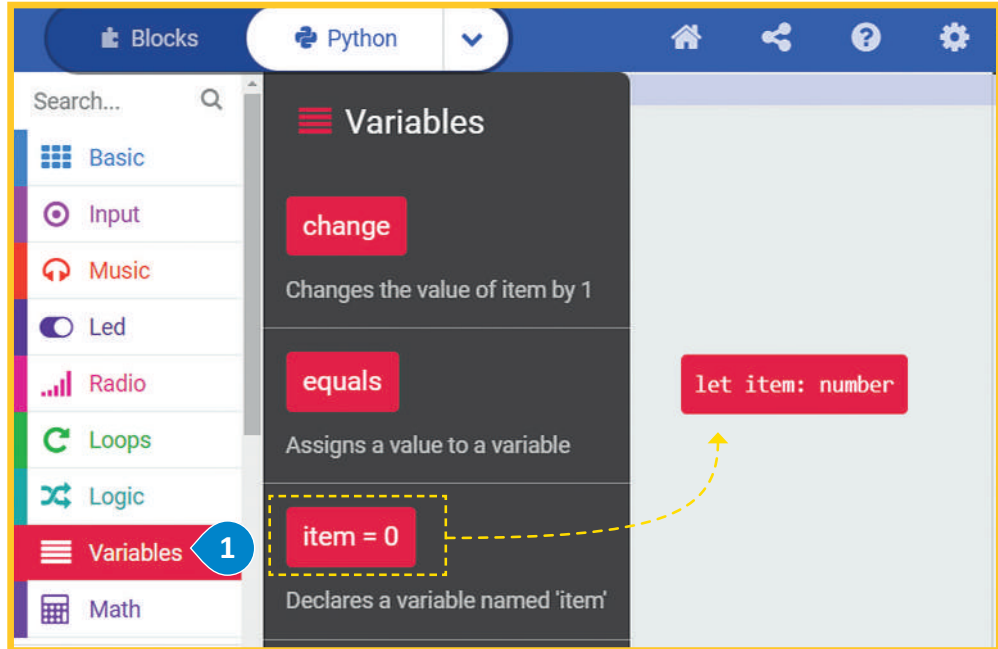 Blocks
Python
Search...
Basic
Input
Music
Led
Radio
Loops
Logic
Variables
1
Math
Variables
change
Changes the value of item by 1
equals
Assigns a value to a variable
item = 0
Declares a variable named 'item'
let item: number